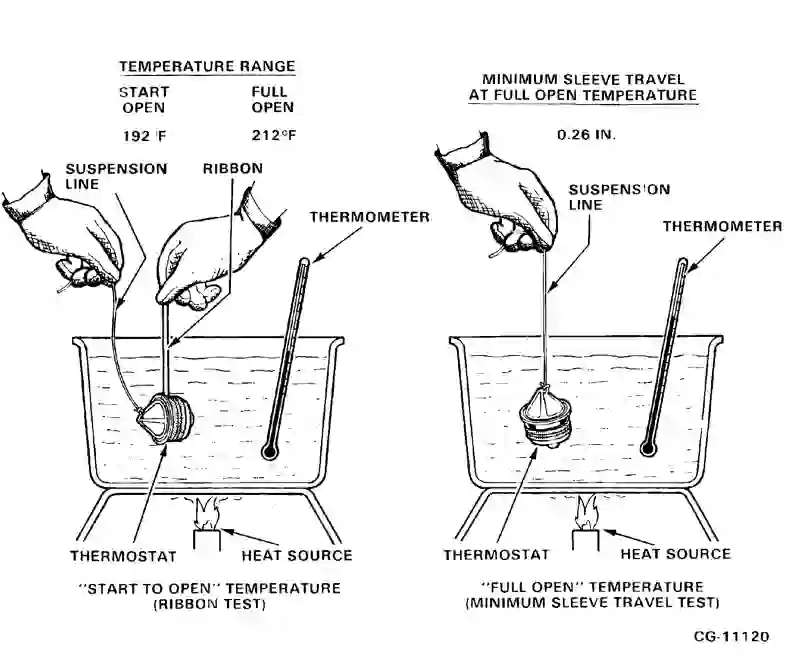 TEMPERATURE RANGE
START OPEN
FULL OPEN
192 °F
212°F
MINIMUM SLEEVE TRAVEL
AT FULL OPEN TEMPERATURE
0.26 IN.
SUSPENSION
LINE
RIBBON
THERMOMETER
SUSPENSION
LINE
THERMOMETER
THERMOSTAT
HEAT SOURCE
THERMOSTAT
HEAT SOURCE
"START TO OPEN" TEMPERATURE
(RIBBON TEST)
"FULL OPEN" TEMPERATURE
(MINIMUM SLEEVE TRAVEL TEST)
CG-11120